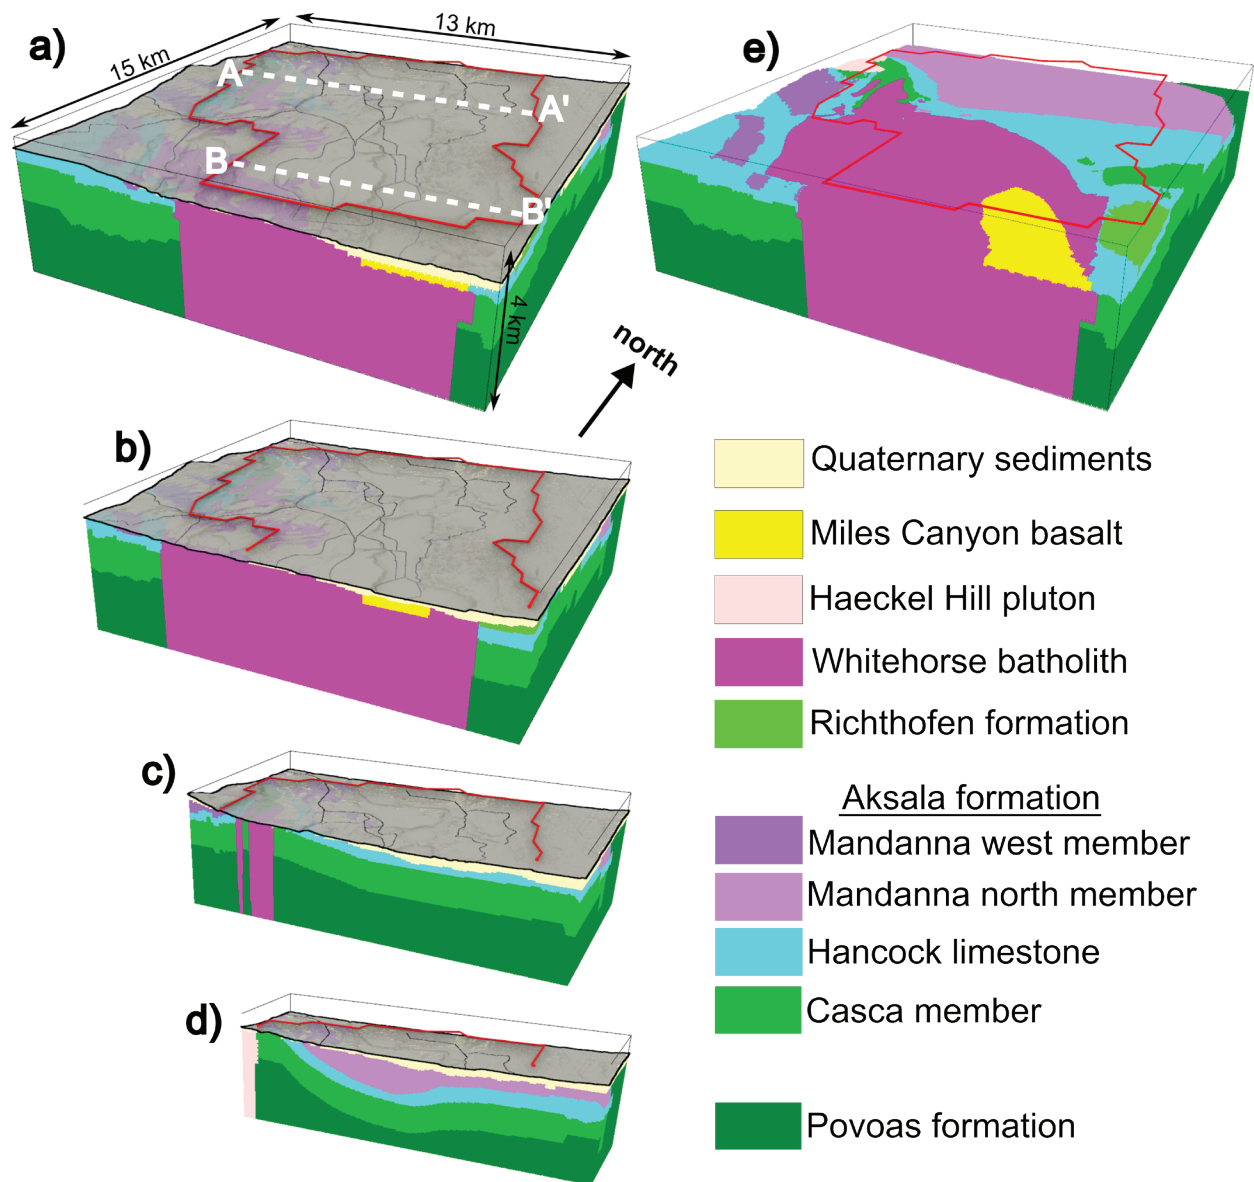 a)
15 km
13 km
A
A'
B
B'
4 km
e)
north
b)
c)
d)
Quaternary sediments
Miles Canyon basalt
Haeckel Hill pluton
Whitehorse batholith
Richthofen formation
Aksala formation
Mandanna west member
Mandanna north member
Hancock limestone
Casca member
Povoas formation